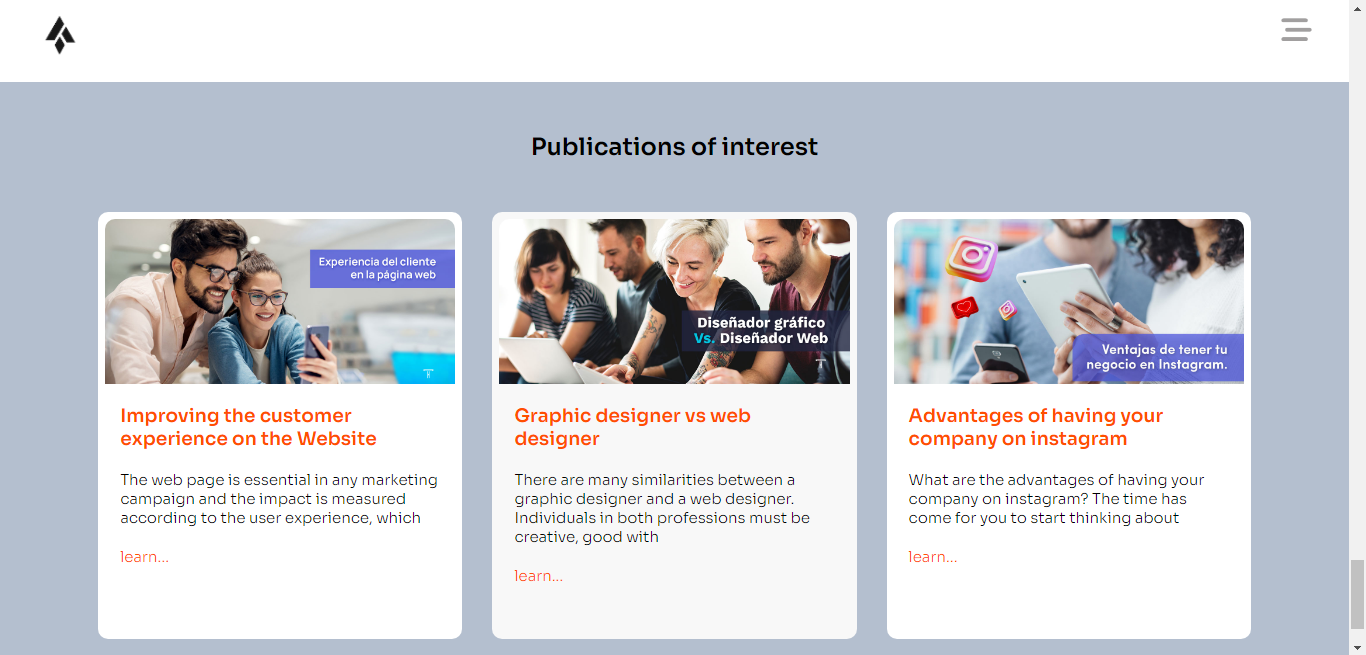 Publications of interest
Experiencia del cliente
en la página web
Diseñador gráfico
Vs. Diseñador Web
Ventajas de tener tu
negocio en Instagram.
Improving the customer
experience on the Website
The web page is essential in any marketing
campaign and the impact is measured
according to the user experience, which
learn...
Graphic designer vs web
designer
There are many similarities between a
graphic designer and a web designer.
Individuals in both professions must be
creative, good with
learn...
Advantages of having your
company on instagram
What are the advantages of having your
company on instagram? The time has
come for you to start thinking about
learn...